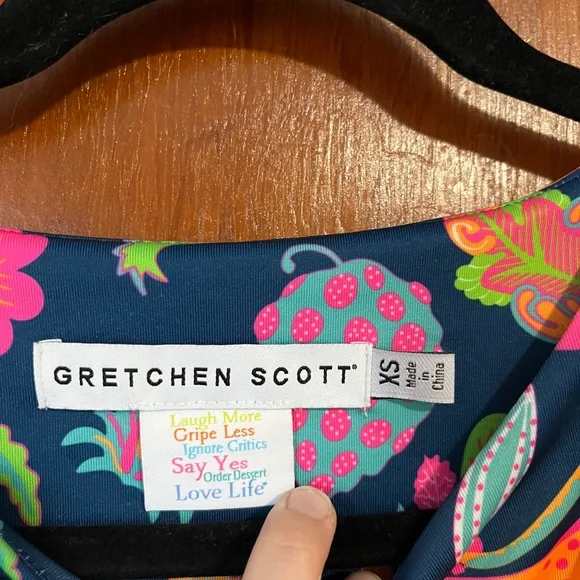 GRETCHEN SCOTT®
XS
Made
in
China
Laugh More
Gripe Less
Ignore Critics
Say Yes
Order Dessert
Love Life®